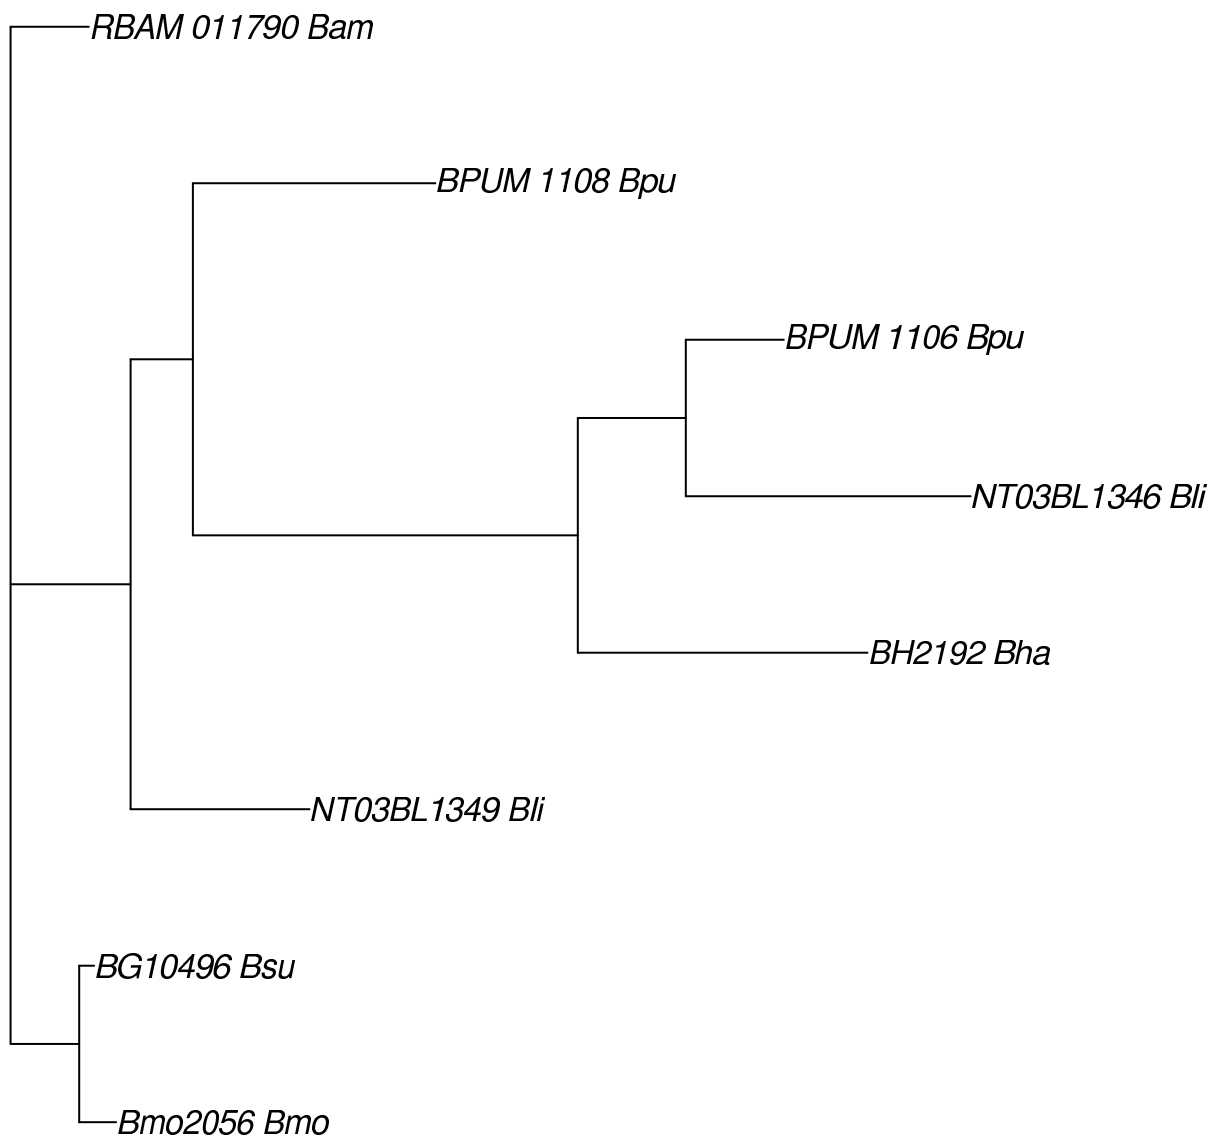 RBAM 011790 Bam
BPUM 1108 Bpu
BPUM 1106 Bpu
NT03BL1346 Bli
BH2192 Bha
NT03BL1349 Bli
BG10496 Bsu
Bmo2056 Bmo